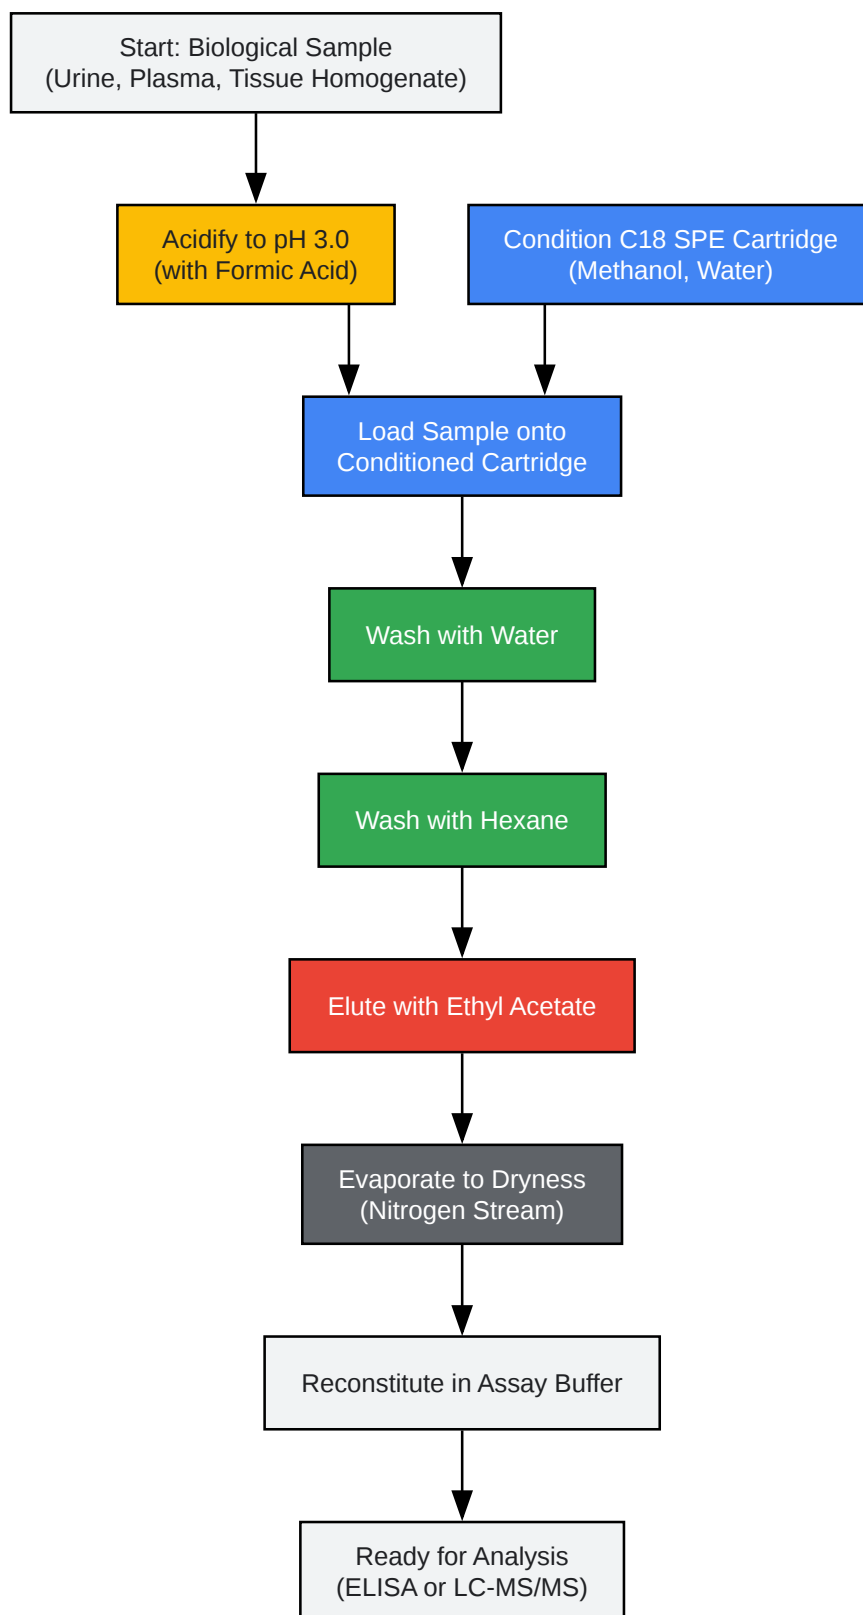 Start: Biological Sample
(Urine, Plasma, Tissue Homogenate)
Acidify to pH 3.0
(with Formic Acid)
Condition C18 SPE Cartridge
(Methanol, Water)
Load Sample onto
Conditioned Cartridge
Wash with Water
Wash with Hexane
Elute with Ethyl Acetate
Evaporate to Dryness
(Nitrogen Stream)
Reconstitute in Assay Buffer
Ready for Analysis
(ELISA or LC-MS/MS)